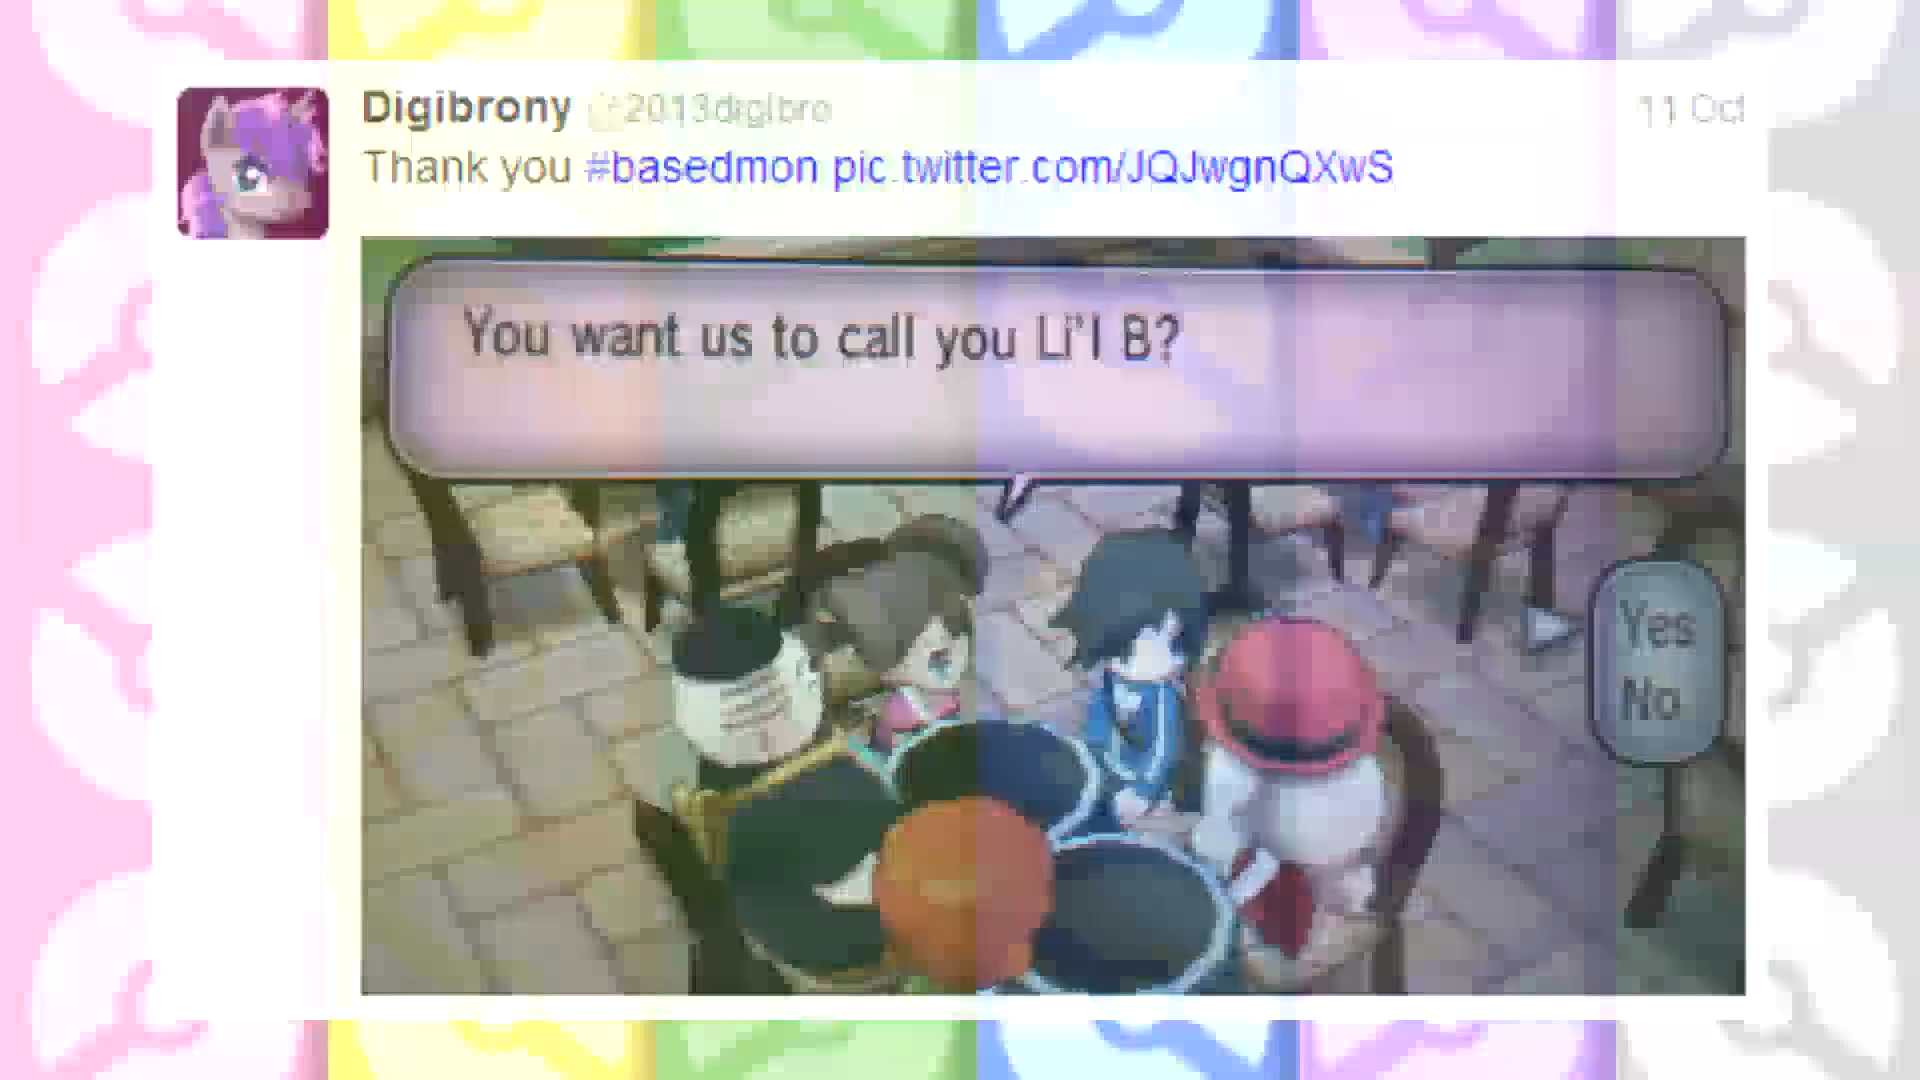 Digibrony @2013digibro
11 Oct
Thank you #basedmon pic.twitter.com/JQJwgnQXwS
You want us to call you Li'l B?
Yes
No